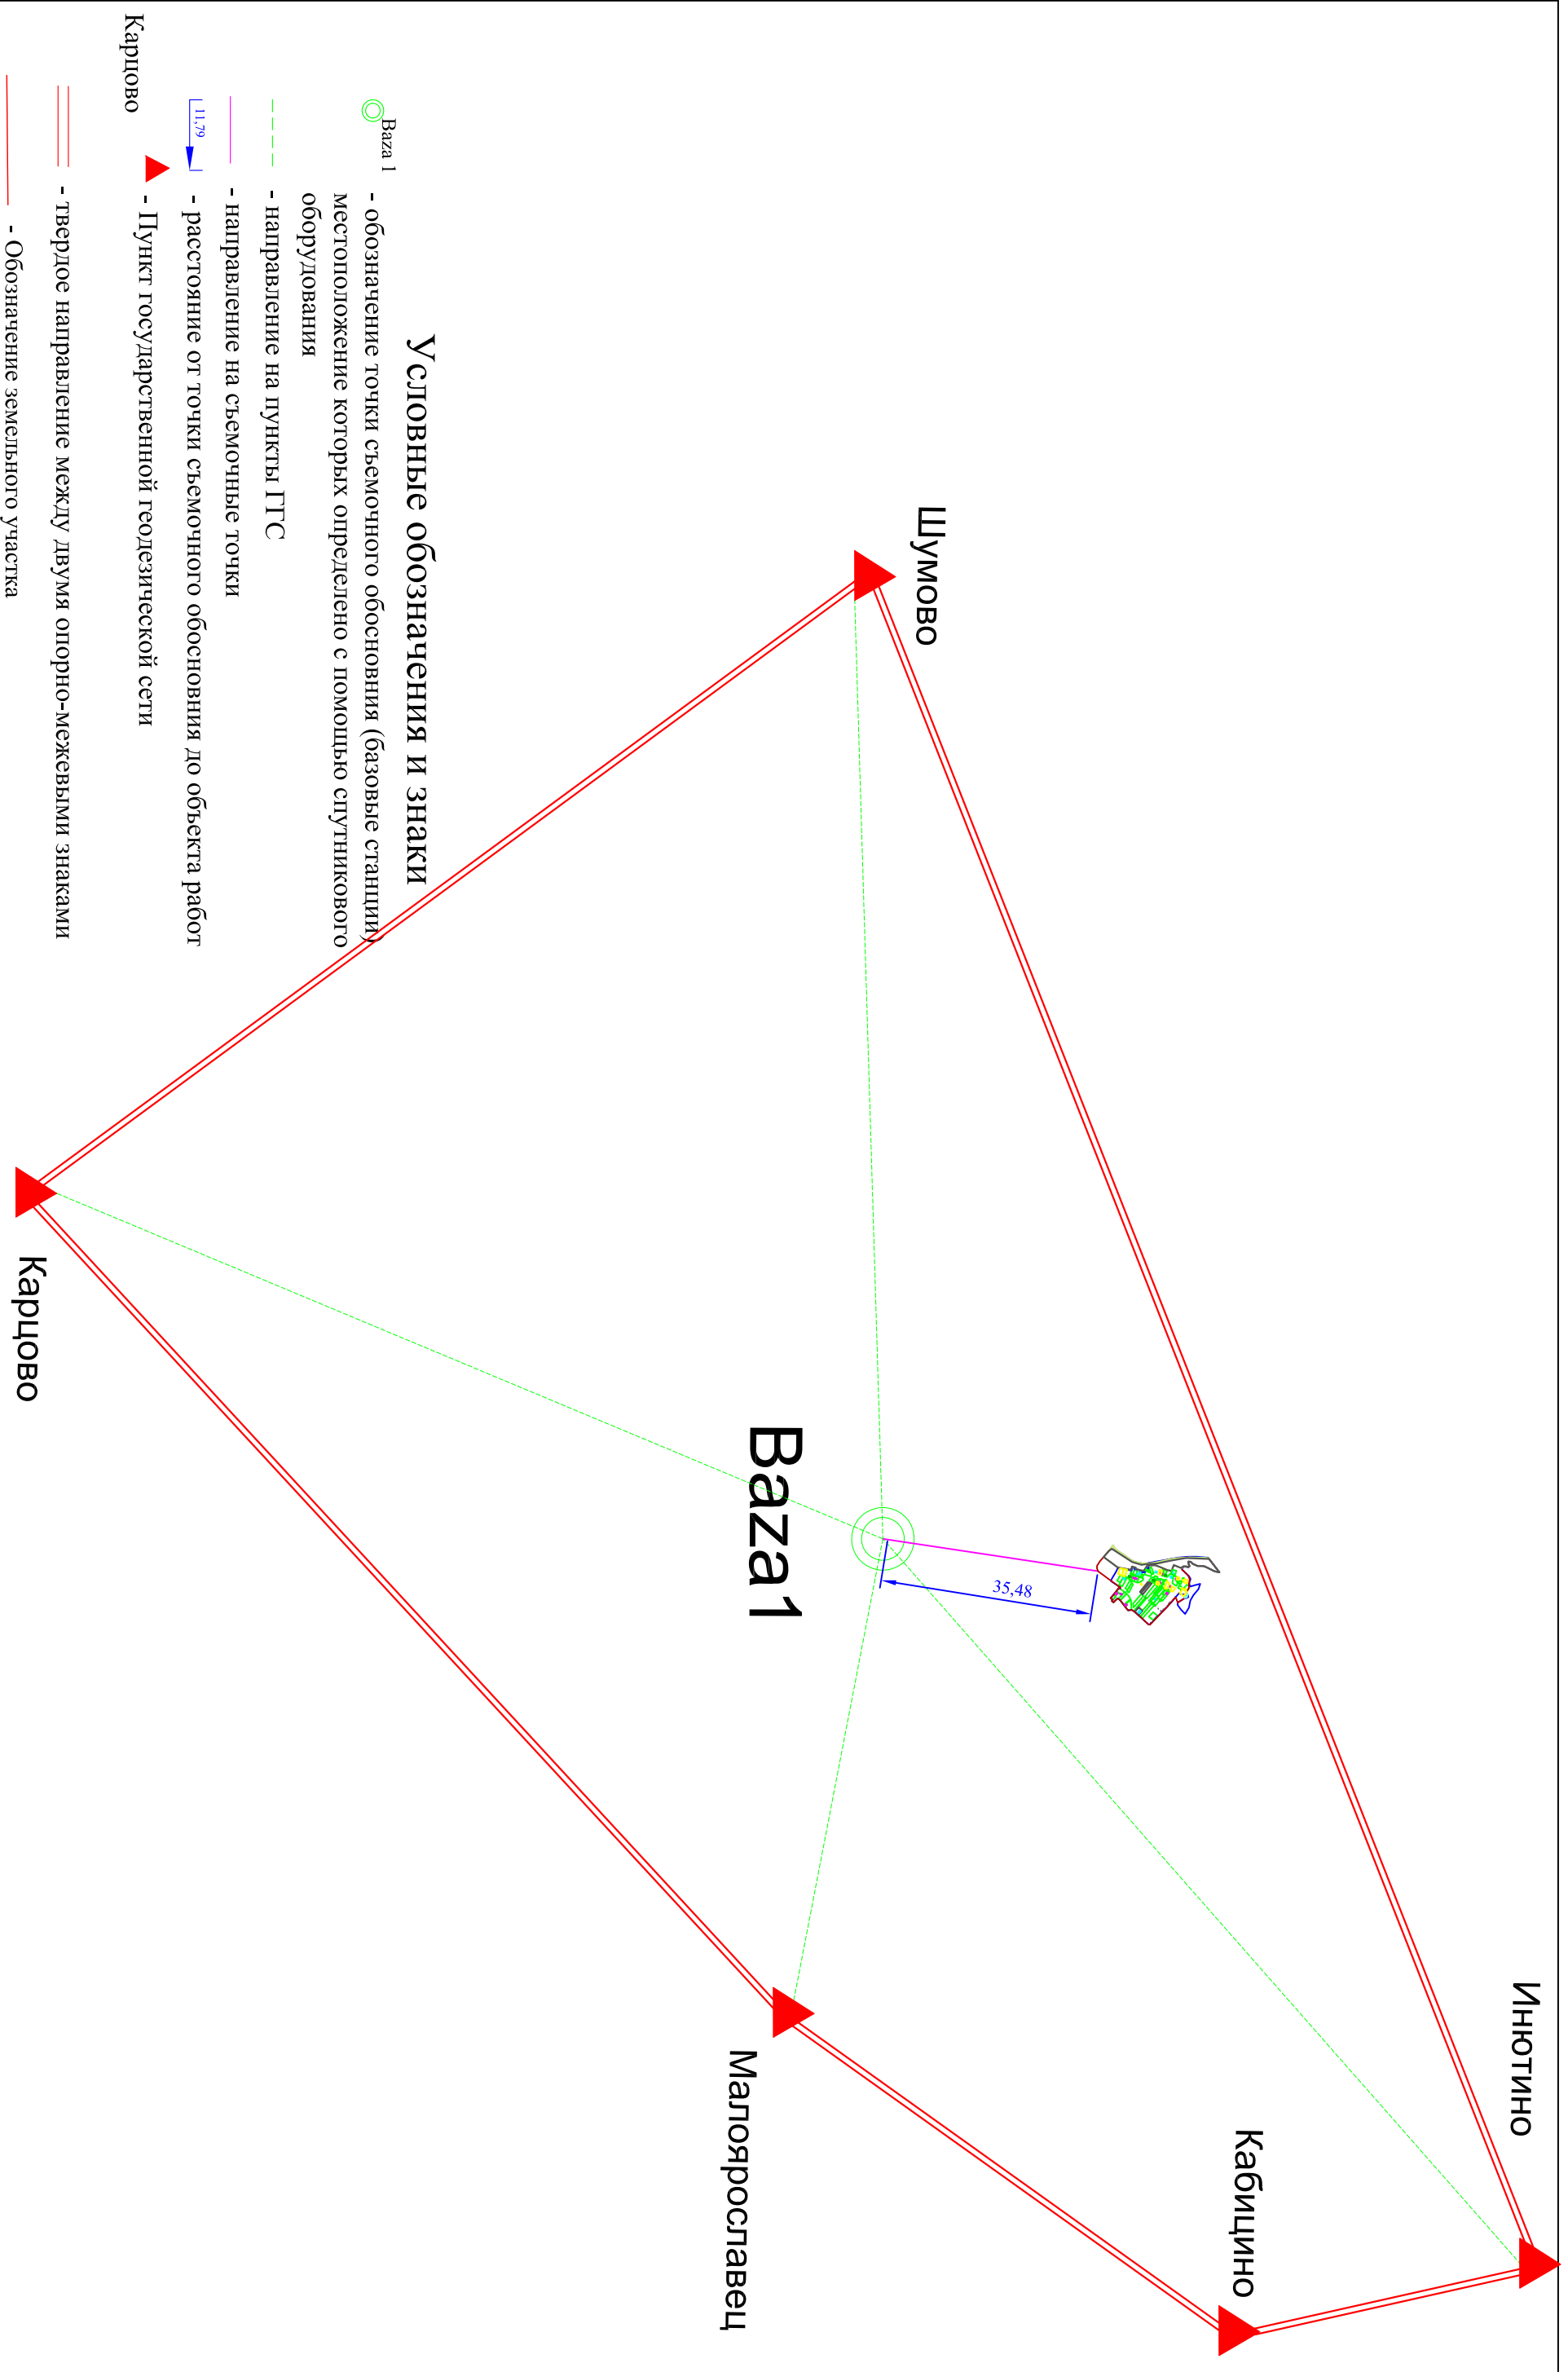 Инютино
Кабицино
Шумово
35,48
Baza1
Малоярославец
Карцово
Условные обозначения и знаки
Baza 1
- обозначение точки съемочного обосновния (базовые станции)
местоположение которых определено с помощью спутникового
оборудования
- направление на пункты ГГС
- направление на съемочные точки
11,79
- расстояние от точки съемочного обосновния до объекта работ
Карцово
- Пункт государственной геодезической сети
- твердое направление между двумя опорно-межевыми знаками
- Обозначение земельного участка